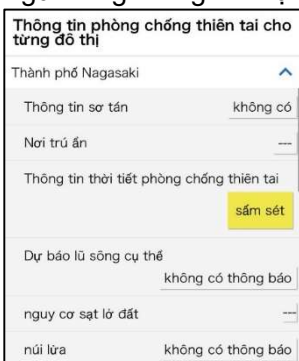 Thông tin phòng chống thiên tai cho
từng đô thị
Thành phố Nagasaki
Thông tin sơ tán không có
Nơi trú ẩn ---
Thông tin thời tiết phòng chống thiên tai
sấm sét
Dự báo lũ sông cụ thể
không có thông báo
nguy cơ sạt lở đất ---
núi lửa không có thông báo